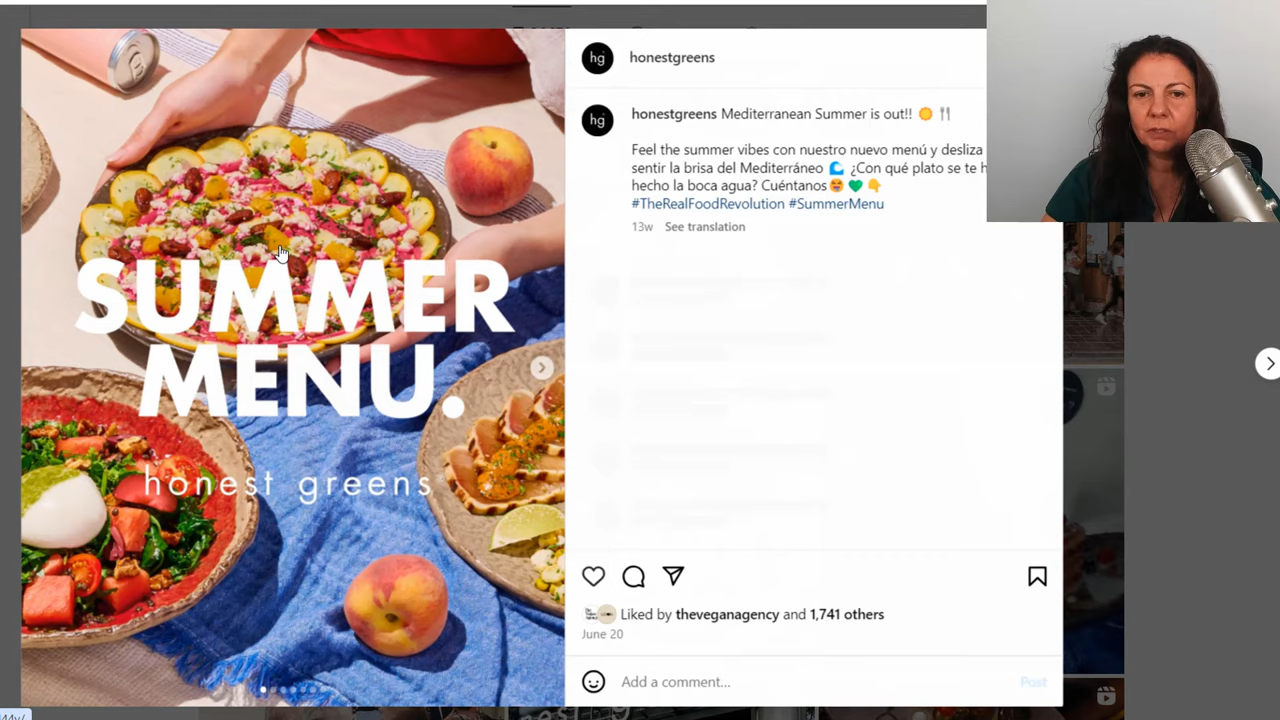 SUMMER
MENU.
honest greens
hg
honestgreens
hg
honestgreens Mediterranean Summer is out!! ☀️ 🍴
Feel the summer vibes con nuestro nuevo menú y desliza
sentir la brisa del Mediterráneo 🌊 ¿Con qué plato se te h
hecho la boca agua? Cuéntanos😍 💚 👇
#TheRealFoodRevolution #SummerMenu
13w See translation
Liked by theveganagency and 1,741 others
June 20
Add a comment...
Post